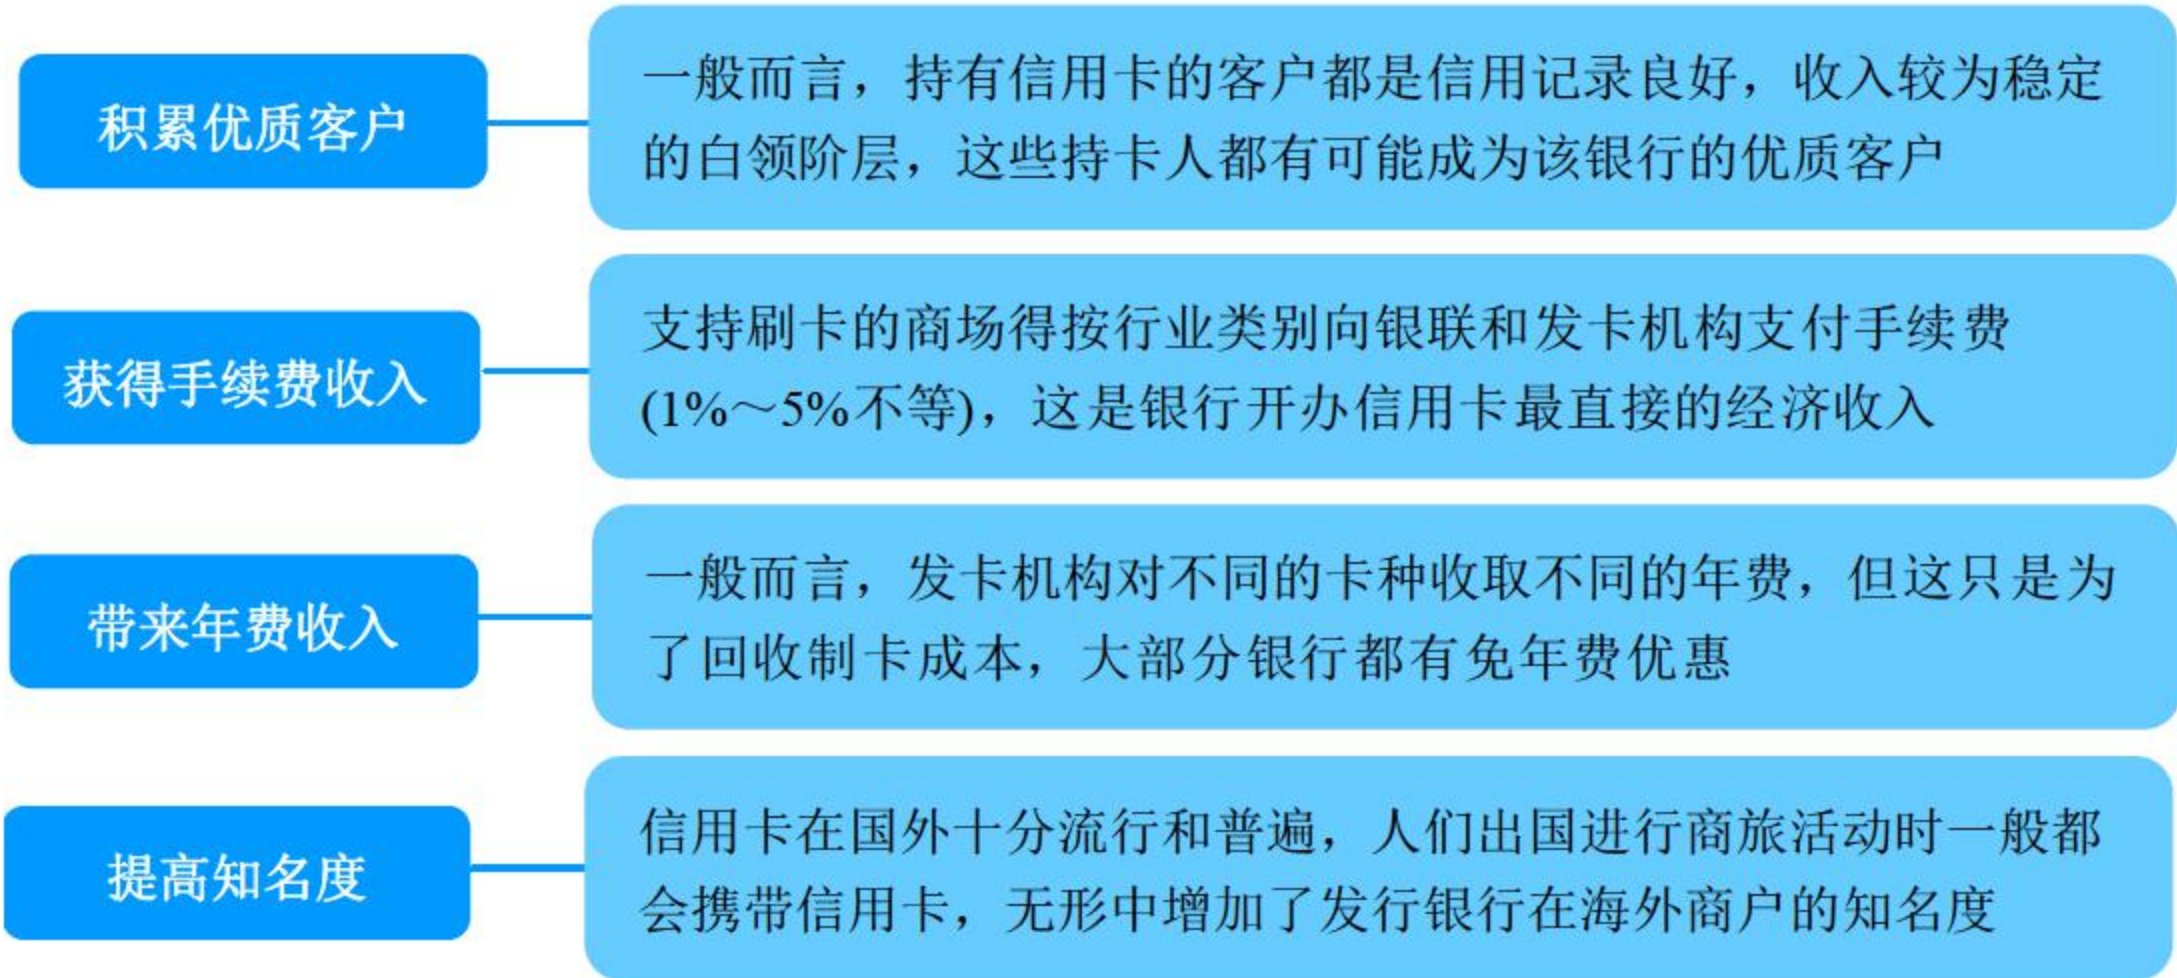 积累优质客户
一般而言，持有信用卡的客户都是信用记录良好，收入较为稳定
的白领阶层，这些持卡人都有可能成为该银行的优质客户
获得手续费收入
支持刷卡的商场得按行业类别向银联和发卡机构支付手续费
(1%～5%不等)，这是银行开办信用卡最直接的经济收入
带来年费收入
一般而言，发卡机构对不同的卡种收取不同的年费，但这只是为
了回收制卡成本，大部分银行都有免年费优惠
提高知名度
信用卡在国外十分流行和普遍，人们出国进行商旅活动时一般都
会携带信用卡，无形中增加了发行银行在海外商户的知名度